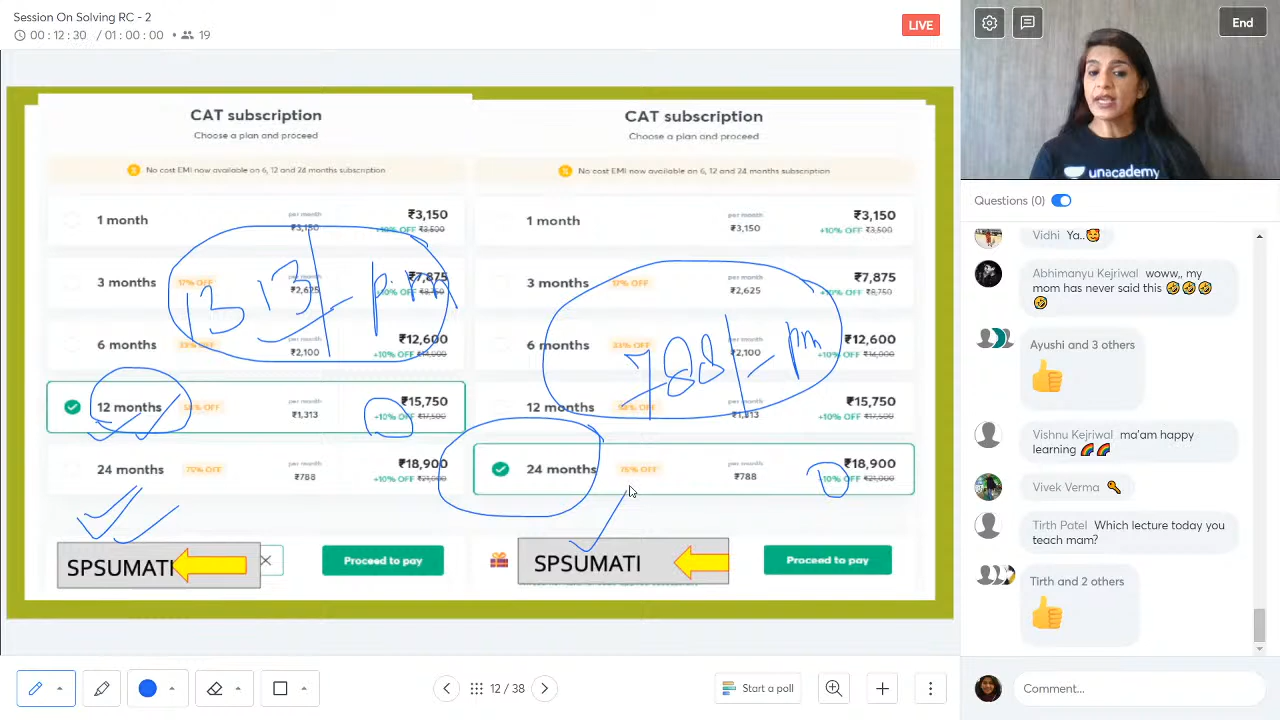 Session On Solving RC - 2
00 : 12 : 30 / 01 : 00 : 00 • 19
LIVE
End
unacademy
CAT subscription
Choose a plan and proceed
No cost EMI now available on 6, 12 and 24 months subscription
1 month per month ₹3,150 ₹3,150 +10% OFF ₹3,500
3 months 17% OFF per month ₹2,625 ₹7,875 +10% OFF ₹8,750
6 months 33% OFF per month ₹2,100 ₹12,600 +10% OFF ₹14,000
12 months 58% OFF per month ₹1,313 ₹15,750 +10% OFF ₹17,500
24 months 75% OFF per month ₹788 ₹18,900 +10% OFF ₹21,000
1313/- p.m
SPSUMATI
Proceed to pay
CAT subscription
Choose a plan and proceed
No cost EMI now available on 6, 12 and 24 months subscription
1 month per month ₹3,150 ₹3,150 +10% OFF ₹3,500
3 months 17% OFF per month ₹2,625 ₹7,875 +10% OFF ₹8,750
6 months 33% OFF per month ₹2,100 ₹12,600 +10% OFF ₹14,000
12 months 58% OFF per month ₹1,313 ₹15,750 +10% OFF ₹17,500
24 months 75% OFF per month ₹788 ₹18,900 +10% OFF ₹21,000
788/- pm
SPSUMATI
Proceed to pay
Questions (0)
Vidhi Ya..🥰
Abhimanyu Kejriwal woww,, my
mom has never said this 🤣🤣🤣
🤣
Ayushi and 3 others
👍
Vishnu Kejriwal ma'am happy
learning 🌈🌈
Vivek Verma 🔑
Tirth Patel Which lecture today you
teach mam?
Tirth and 2 others
👍
12 / 38
Start a poll
Comment...